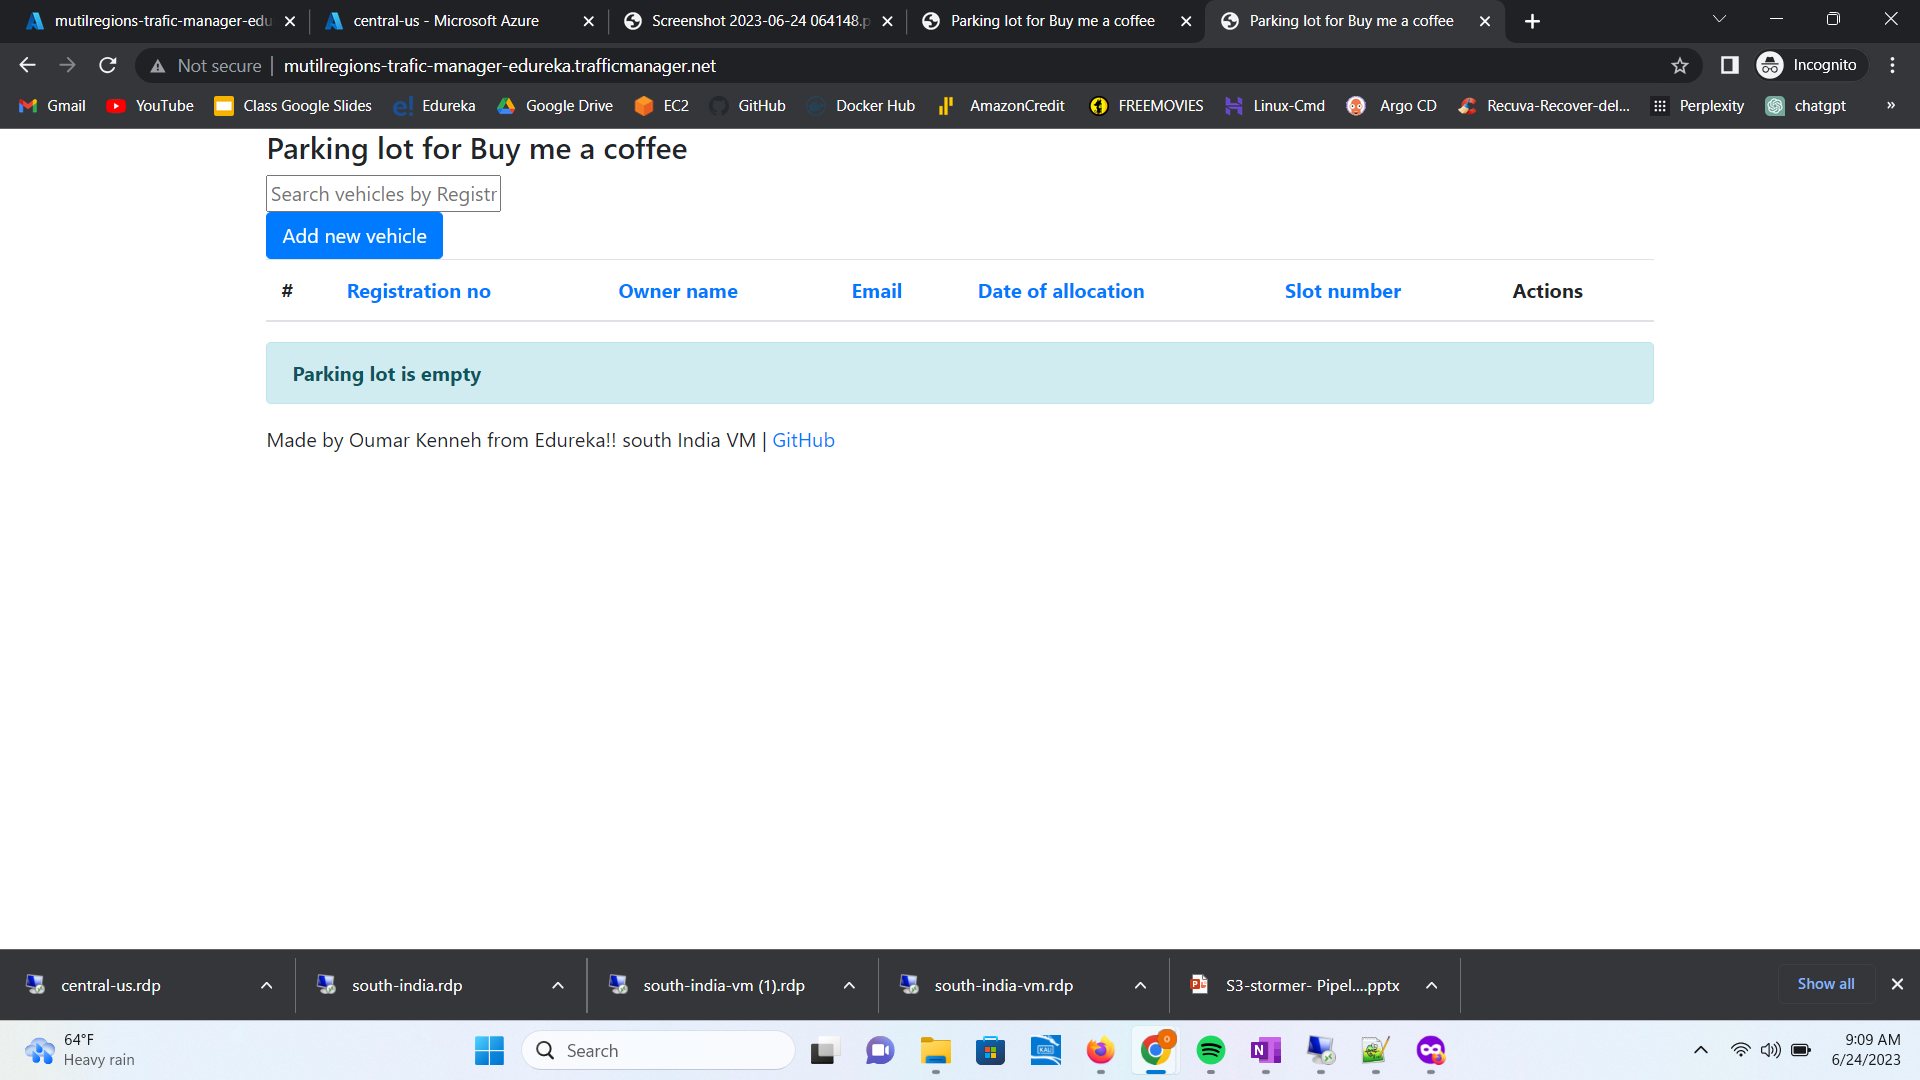 mutilregions-trafic-manager-edu
central-us - Microsoft Azure
Screenshot 2023-06-24 064148.p
Parking lot for Buy me a coffee
Parking lot for Buy me a coffee
Not secure
mutilregions-trafic-manager-edureka.trafficmanager.net
Incognito
Gmail
YouTube
Class Google Slides
Edureka
Google Drive
EC2
GitHub
Docker Hub
AmazonCredit
FREEMOVIES
Linux-Cmd
Argo CD
Recuva-Recover-del...
Perplexity
chatgpt
»
Parking lot for Buy me a coffee
Search vehicles by Registr
Add new vehicle
# Registration no Owner name Email Date of allocation Slot number Actions
Parking lot is empty
Made by Oumar Kenneh from Edureka!! south India VM | GitHub
central-us.rdp
south-india.rdp
south-india-vm (1).rdp
south-india-vm.rdp
S3-stormer- Pipel....pptx
Show all
64°F
Heavy rain
Search
9:09 AM
6/24/2023